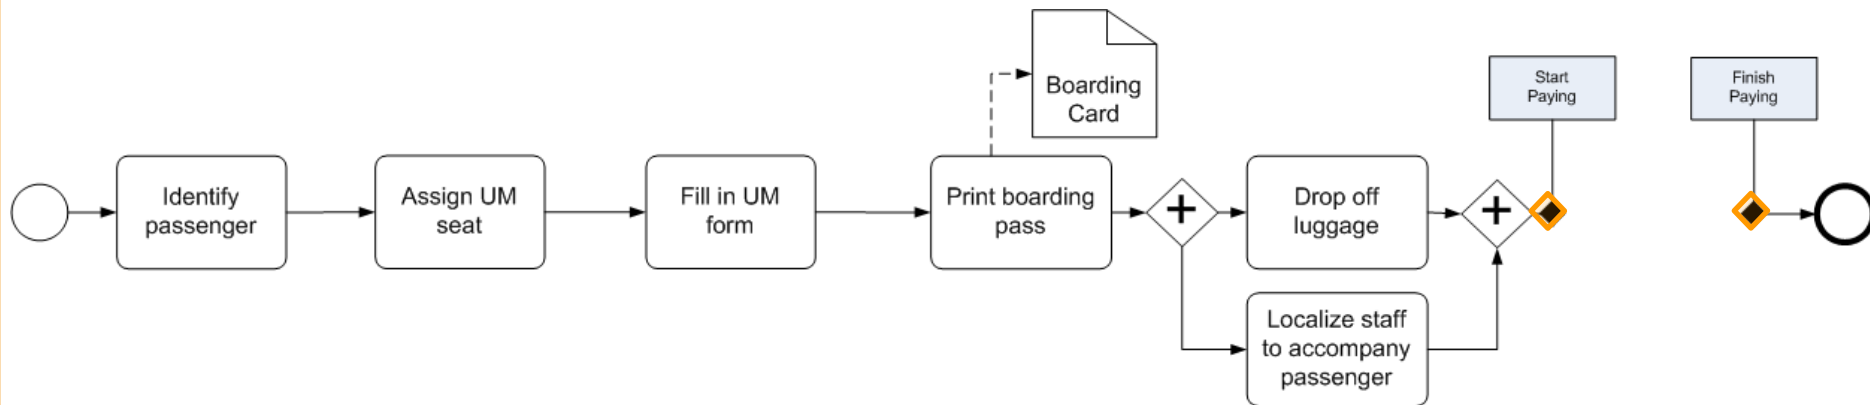 Identify
passenger
Assign UM
seat
Fill in UM
form
Print boarding
pass
Boarding
Card
Drop off
luggage
Localize staff
to accompany
passenger
Start
Paying
Finish
Paying